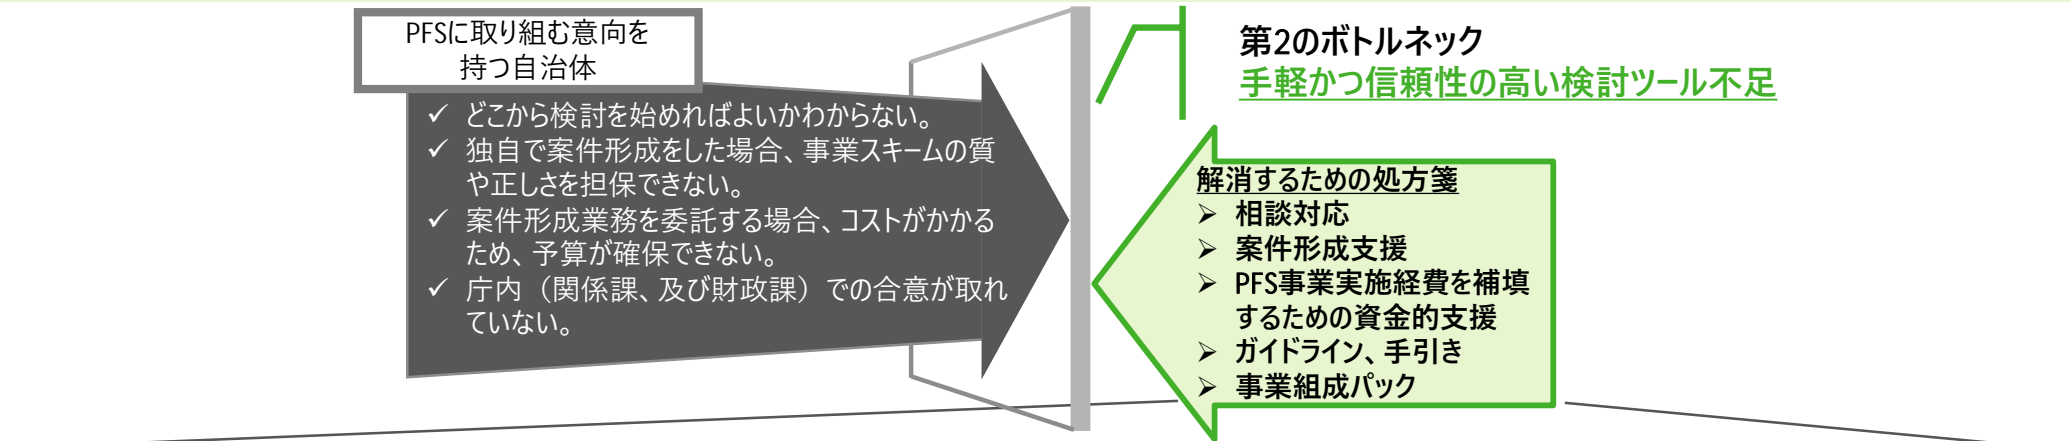 PFSに取り組む意向を
持つ自治体
✓ どこから検討を始めればよいかわからない。
✓ 独自で案件形成をした場合、事業スキームの質
や正しさを担保できない。
✓ 案件形成業務を委託する場合、コストがかかる
ため、予算が確保できない。
✓ 庁内（関係課、及び財政課）での合意が取れ
ていない。
第2のボトルネック
手軽かつ信頼性の高い検討ツール不足
解消するための処方箋
➢ 相談対応
➢ 案件形成支援
➢ PFS事業実施経費を補填
するための資金的支援
➢ ガイドライン、手引き
➢ 事業組成パック